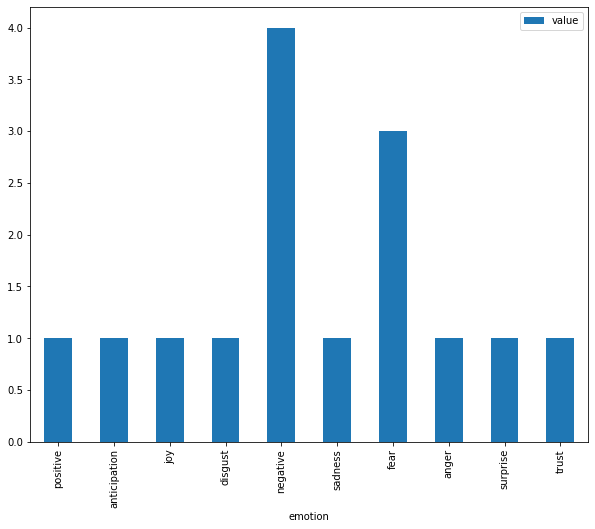 value
4.0
3.5
3.0
2.5
2.0
1.5
1.0
0.5
0.0
positive
anticipation
joy
disgust
negative
sadness
fear
anger
surprise
trust
emotion